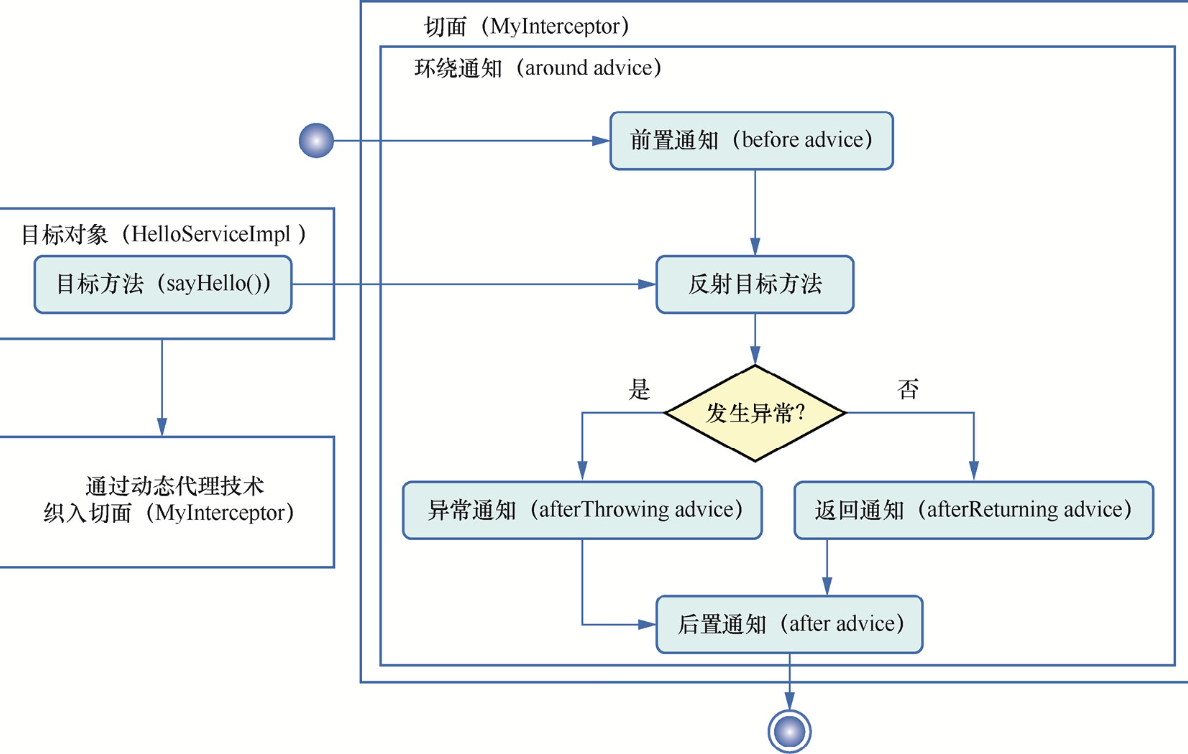 切面（MyInterceptor）
环绕通知（around advice）
前置通知（before advice）
目标对象（HelloServiceImpl ）
目标方法（sayHello()）
反射目标方法
是
发生异常？
否
通过动态代理技术
织入切面（MyInterceptor）
异常通知（afterThrowing advice）
返回通知（afterReturning advice）
后置通知（after advice）